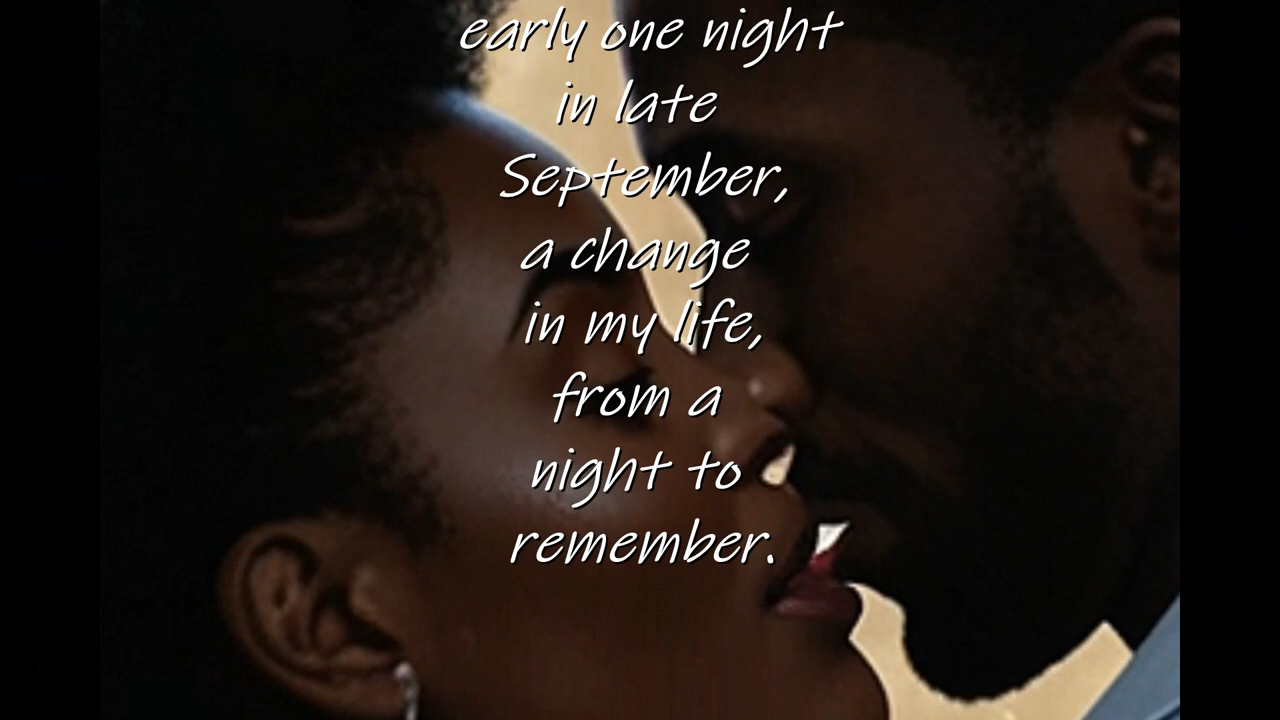 early one night
in late
September,
a change
in my life,
from a
night to
remember.